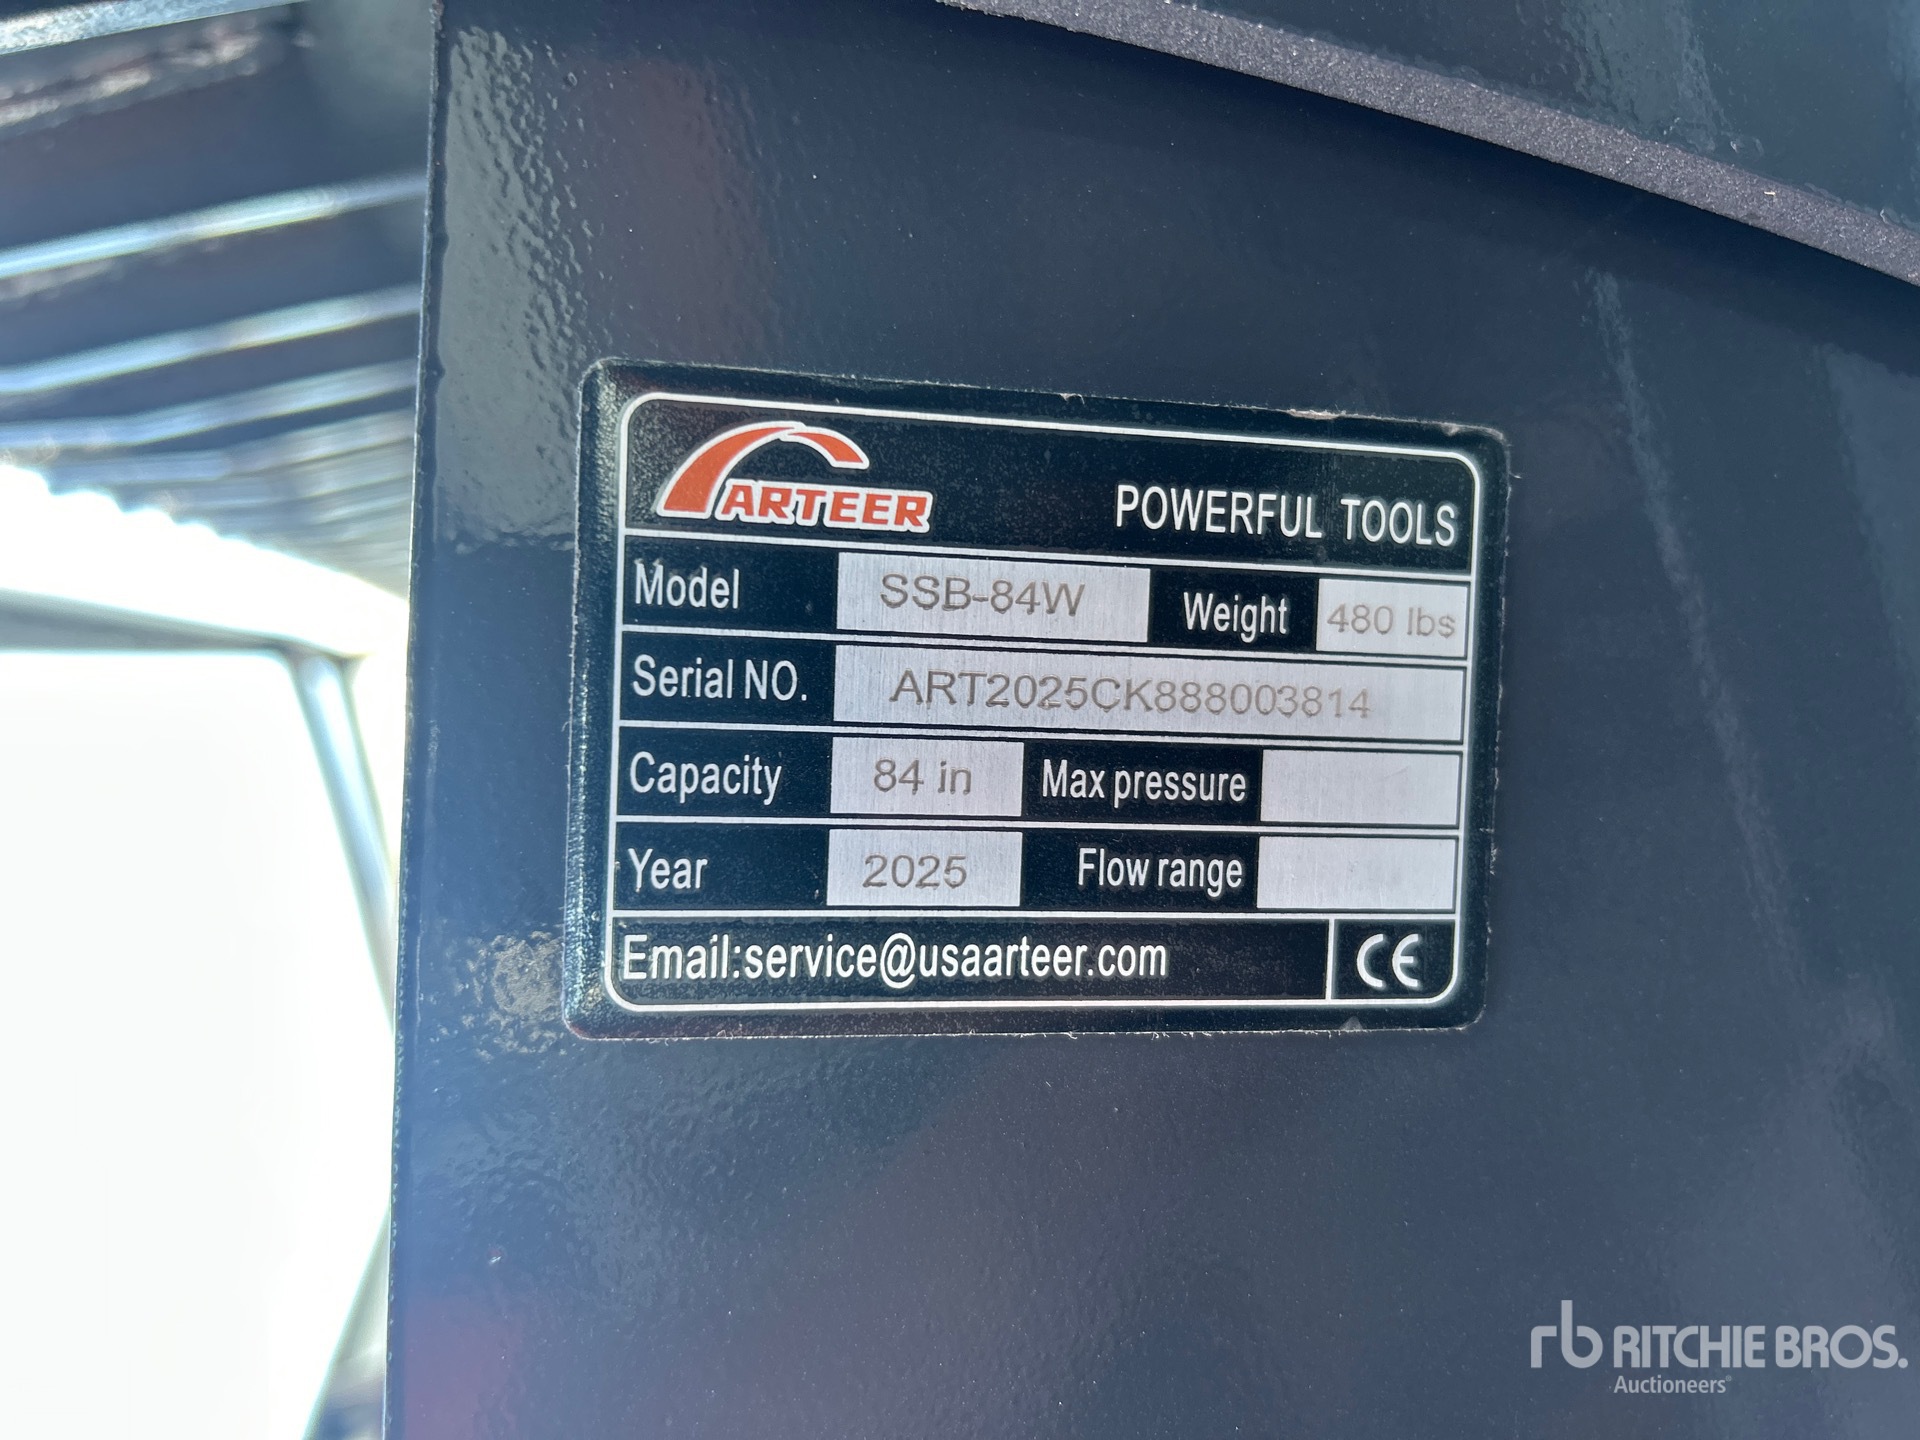 ARTEER POWERFUL TOOLS
Model SSB-84W Weight 480 lbs
Serial NO. ART2025CK888003814
Capacity 84 in Max pressure
Year 2025 Flow range
Email:service@usaarteer.com CE
rb RITCHIE BROS.
Auctioneers